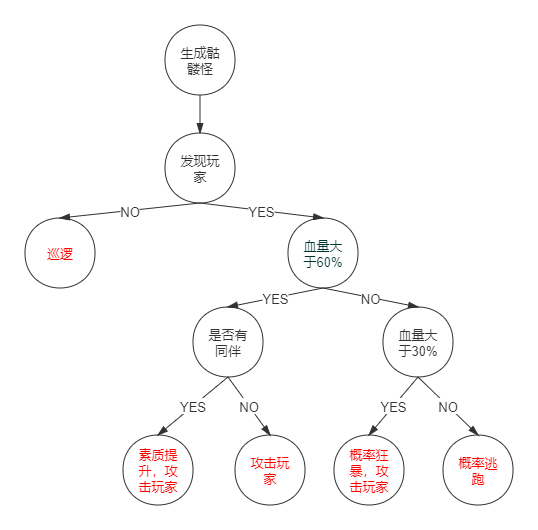 生成骷
髅怪
发现玩
家
NO
YES
巡逻
血量大
于60%
YES
NO
是否有
同伴
血量大
于30%
YES
NO
YES
NO
素质提
升，攻
击玩家
攻击玩
家
概率狂
暴，攻
击玩家
概率逃
跑